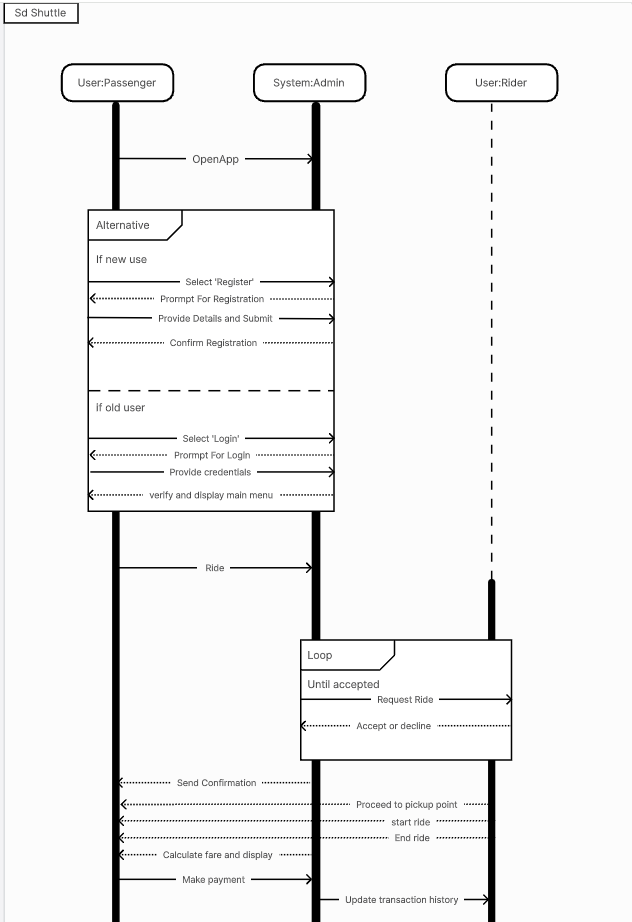 Sd Shuttle
User:Passenger
System:Admin
User:Rider
OpenApp
Alternative
If new use
Select 'Register'
Prormpt For Registration
Provide Details and Submit
Confirm Registration
if old user
Select 'Login'
Prormpt For Login
Provide credentials
verify and display main menu
Ride
Loop
Until accepted
Request Ride
Accept or decline
Send Confirmation
Proceed to pickup point
start ride
End ride
Calculate fare and display
Make payment
Update transaction history